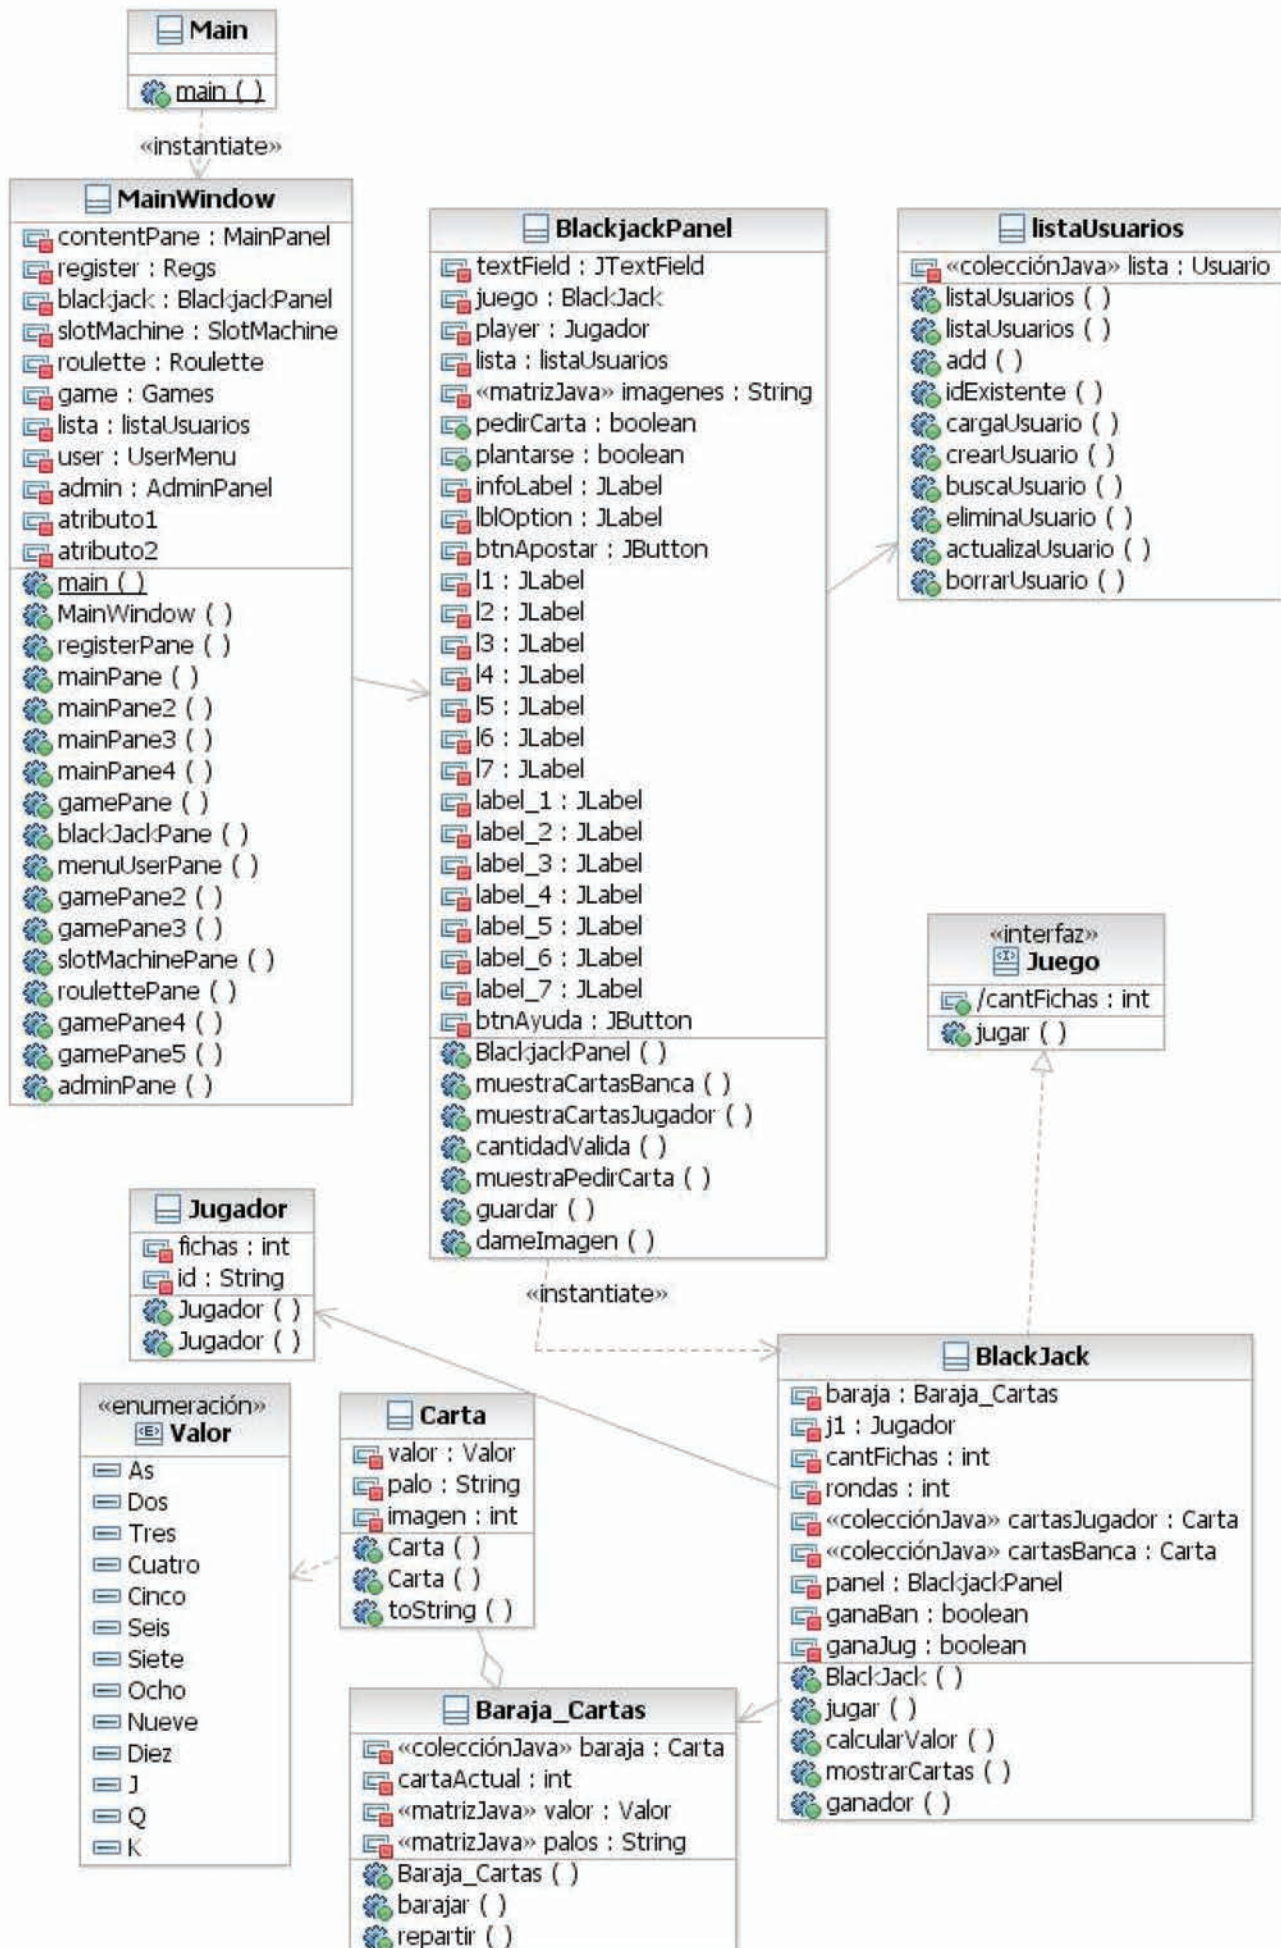 Main
main ( )
«instantiate»
MainWindow
contentPane : MainPanel
register : Regs
blackjack : BlackjackPanel
slotMachine : SlotMachine
roulette : Roulette
game : Games
lista : listaUsuarios
user : UserMenu
admin : AdminPanel
atributo1
atributo2
main ( )
MainWindow ( )
registerPane ( )
mainPane ( )
mainPane2 ( )
mainPane3 ( )
mainPane4 ( )
gamePane ( )
blackJackPane ( )
menuUserPane ( )
gamePane2 ( )
gamePane3 ( )
slotMachinePane ( )
roulettePane ( )
gamePane4 ( )
gamePane5 ( )
adminPane ( )
BlackjackPanel
textField : JTextField
juego : BlackJack
player : Jugador
lista : listaUsuarios
«matrizJava» imagenes : String
pedirCarta : boolean
plantarse : boolean
infoLabel : JLabel
lblOption : JLabel
btnApostar : JButton
l1 : JLabel
l2 : JLabel
l3 : JLabel
l4 : JLabel
l5 : JLabel
l6 : JLabel
l7 : JLabel
label_1 : JLabel
label_2 : JLabel
label_3 : JLabel
label_4 : JLabel
label_5 : JLabel
label_6 : JLabel
label_7 : JLabel
btnAyuda : JButton
BlackjackPanel ( )
muestraCartasBanca ( )
muestraCartasJugador ( )
cantidadValida ( )
muestraPedirCarta ( )
guardar ( )
dameImagen ( )
«instantiate»
listaUsuarios
«colecciónJava» lista : Usuario
listaUsuarios ( )
listaUsuarios ( )
add ( )
idExistente ( )
cargaUsuario ( )
crearUsuario ( )
buscaUsuario ( )
eliminaUsuario ( )
actualizaUsuario ( )
borrarUsuario ( )
«interfaz»
Juego
/cantFichas : int
jugar ( )
Jugador
fichas : int
id : String
Jugador ( )
Jugador ( )
«enumeración»
Valor
As
Dos
Tres
Cuatro
Cinco
Seis
Siete
Ocho
Nueve
Diez
J
Q
K
Carta
valor : Valor
palo : String
imagen : int
Carta ( )
Carta ( )
toString ( )
Baraja_Cartas
«colecciónJava» baraja : Carta
cartaActual : int
«matrizJava» valor : Valor
«matrizJava» palos : String
Baraja_Cartas ( )
barajar ( )
repartir ( )
BlackJack
baraja : Baraja_Cartas
j1 : Jugador
cantFichas : int
rondas : int
«colecciónJava» cartasJugador : Carta
«colecciónJava» cartasBanca : Carta
panel : BlackjackPanel
ganaBan : boolean
ganaJug : boolean
BlackJack ( )
jugar ( )
calcularValor ( )
mostrarCartas ( )
ganador ( )